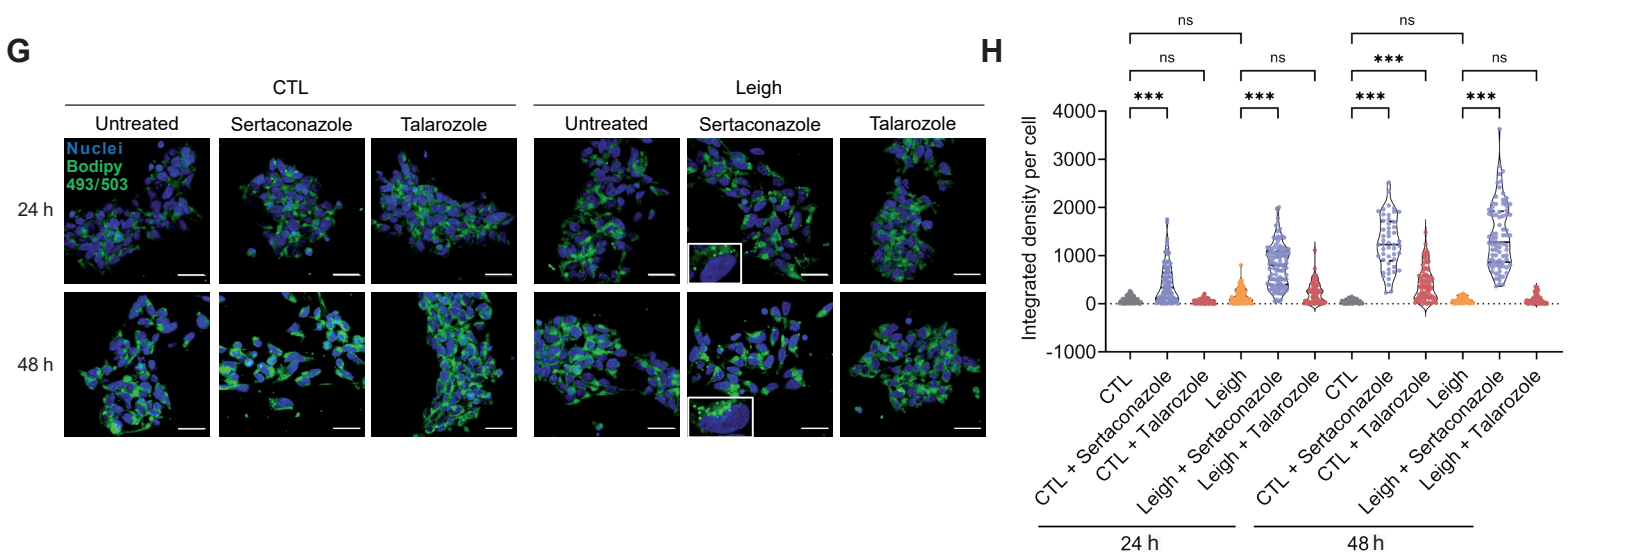 G
CTL
Leigh
Untreated
Sertaconazole
Talarozole
Untreated
Sertaconazole
Talarozole
Nuclei
Bodipy
493/503
24 h
48 h
H
ns
ns
ns
ns
***
ns
***
***
***
***
ns
Integrated density per cell
4000
3000
2000
1000
0
-1000
CTL
CTL + Sertaconazole
CTL + Talarozole
Leigh
Leigh + Sertaconazole
Leigh + Talarozole
CTL
CTL + Sertaconazole
CTL + Talarozole
Leigh
Leigh + Sertaconazole
Leigh + Talarozole
24 h
48 h